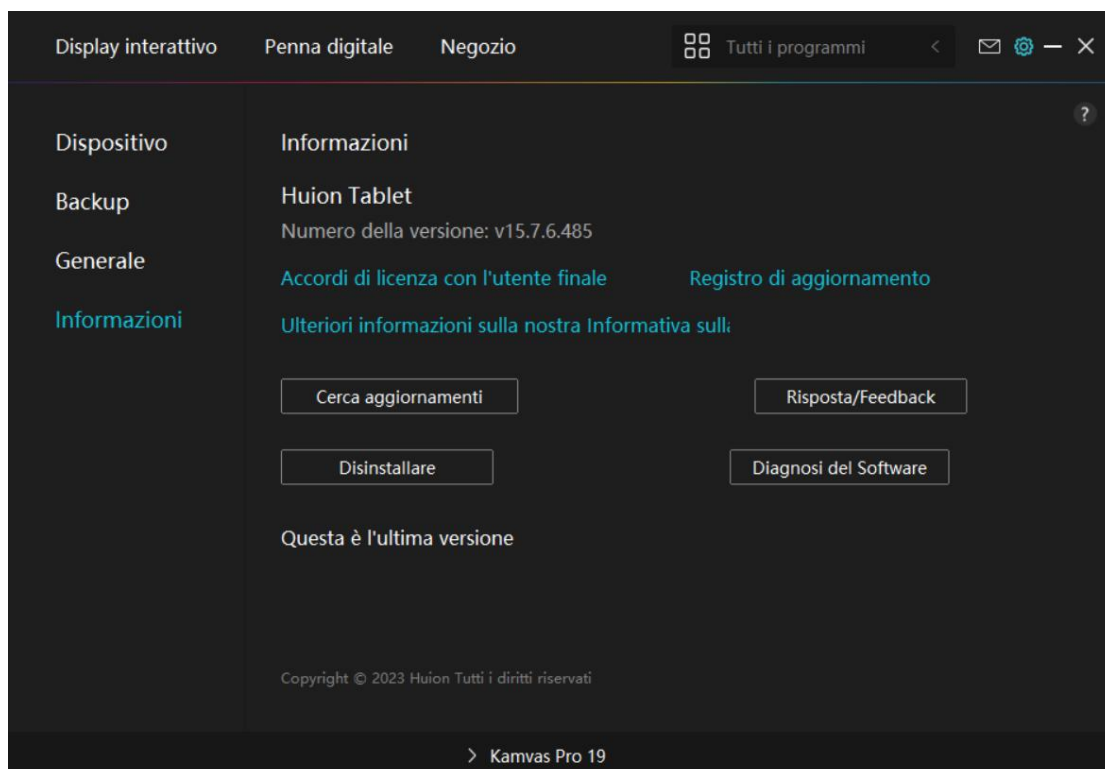 Display interattivo Penna digitale Negozio Tutti i programmi
?
Dispositivo
Backup
Generale
Informazioni
Informazioni
Huion Tablet
Numero della versione: v15.7.6.485
Accordi di licenza con l'utente finale Registro di aggiornamento
Ulteriori informazioni sulla nostra Informativa sulla
Cerca aggiornamenti Risposta/Feedback
Disinstallare Diagnosi del Software
Questa è l'ultima versione
Copyright © 2023 Huion Tutti i diritti riservati
> Kamvas Pro 19